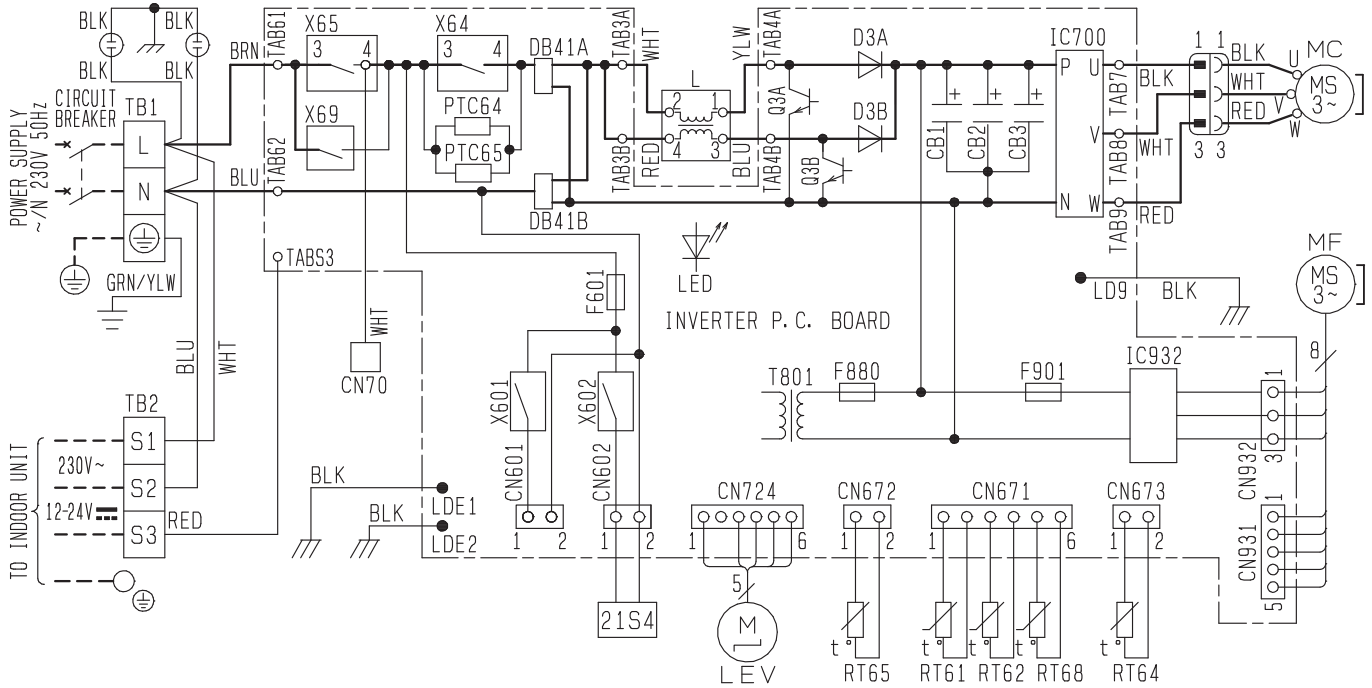 BLK
BLK
BLK
BLK
BRN
TAB61
X65
3 4
X64
3 4
DB41A
TAB3A
WHT
YLW
TAB4A
D3A
IC700
TAB7
1 1
BLK
U
MC
MS
3~
POWER SUPPLY
~/N 230V 50Hz
CIRCUIT
BREAKER
TB1
L
N
X69
PTC64
PTC65
L
2 1
4 3
Q3A
D3B
CB1
CB2
CB3
P
U
V
N
W
BLK
WHT
RED
WHT
V
W
3 3
TAB62
BLU
DB41B
TAB3B
RED
BLU
TAB4B
Q3B
TAB8
WHT
TAB9
RED
GRN/YLW
TABS3
F601
LED
LD9
BLK
MF
MS
3~
INVERTER P.C. BOARD
BLU
WHT
WHT
CN70
X601
X602
T801
F880
F901
IC932
1
8
TB2
S1
S2
S3
TO INDOOR UNIT
230V~
12-24V
RED
BLK
LDE1
BLK
LDE2
CN601
1 2
CN602
1 2
CN724
1 6
CN672
1 2
CN671
1 6
CN673
1 2
3
CN932
1
CN931
5
21S4
5
M
LEV
t°
RT65
t°
RT61
t°
RT62
t°
RT68
t°
RT64